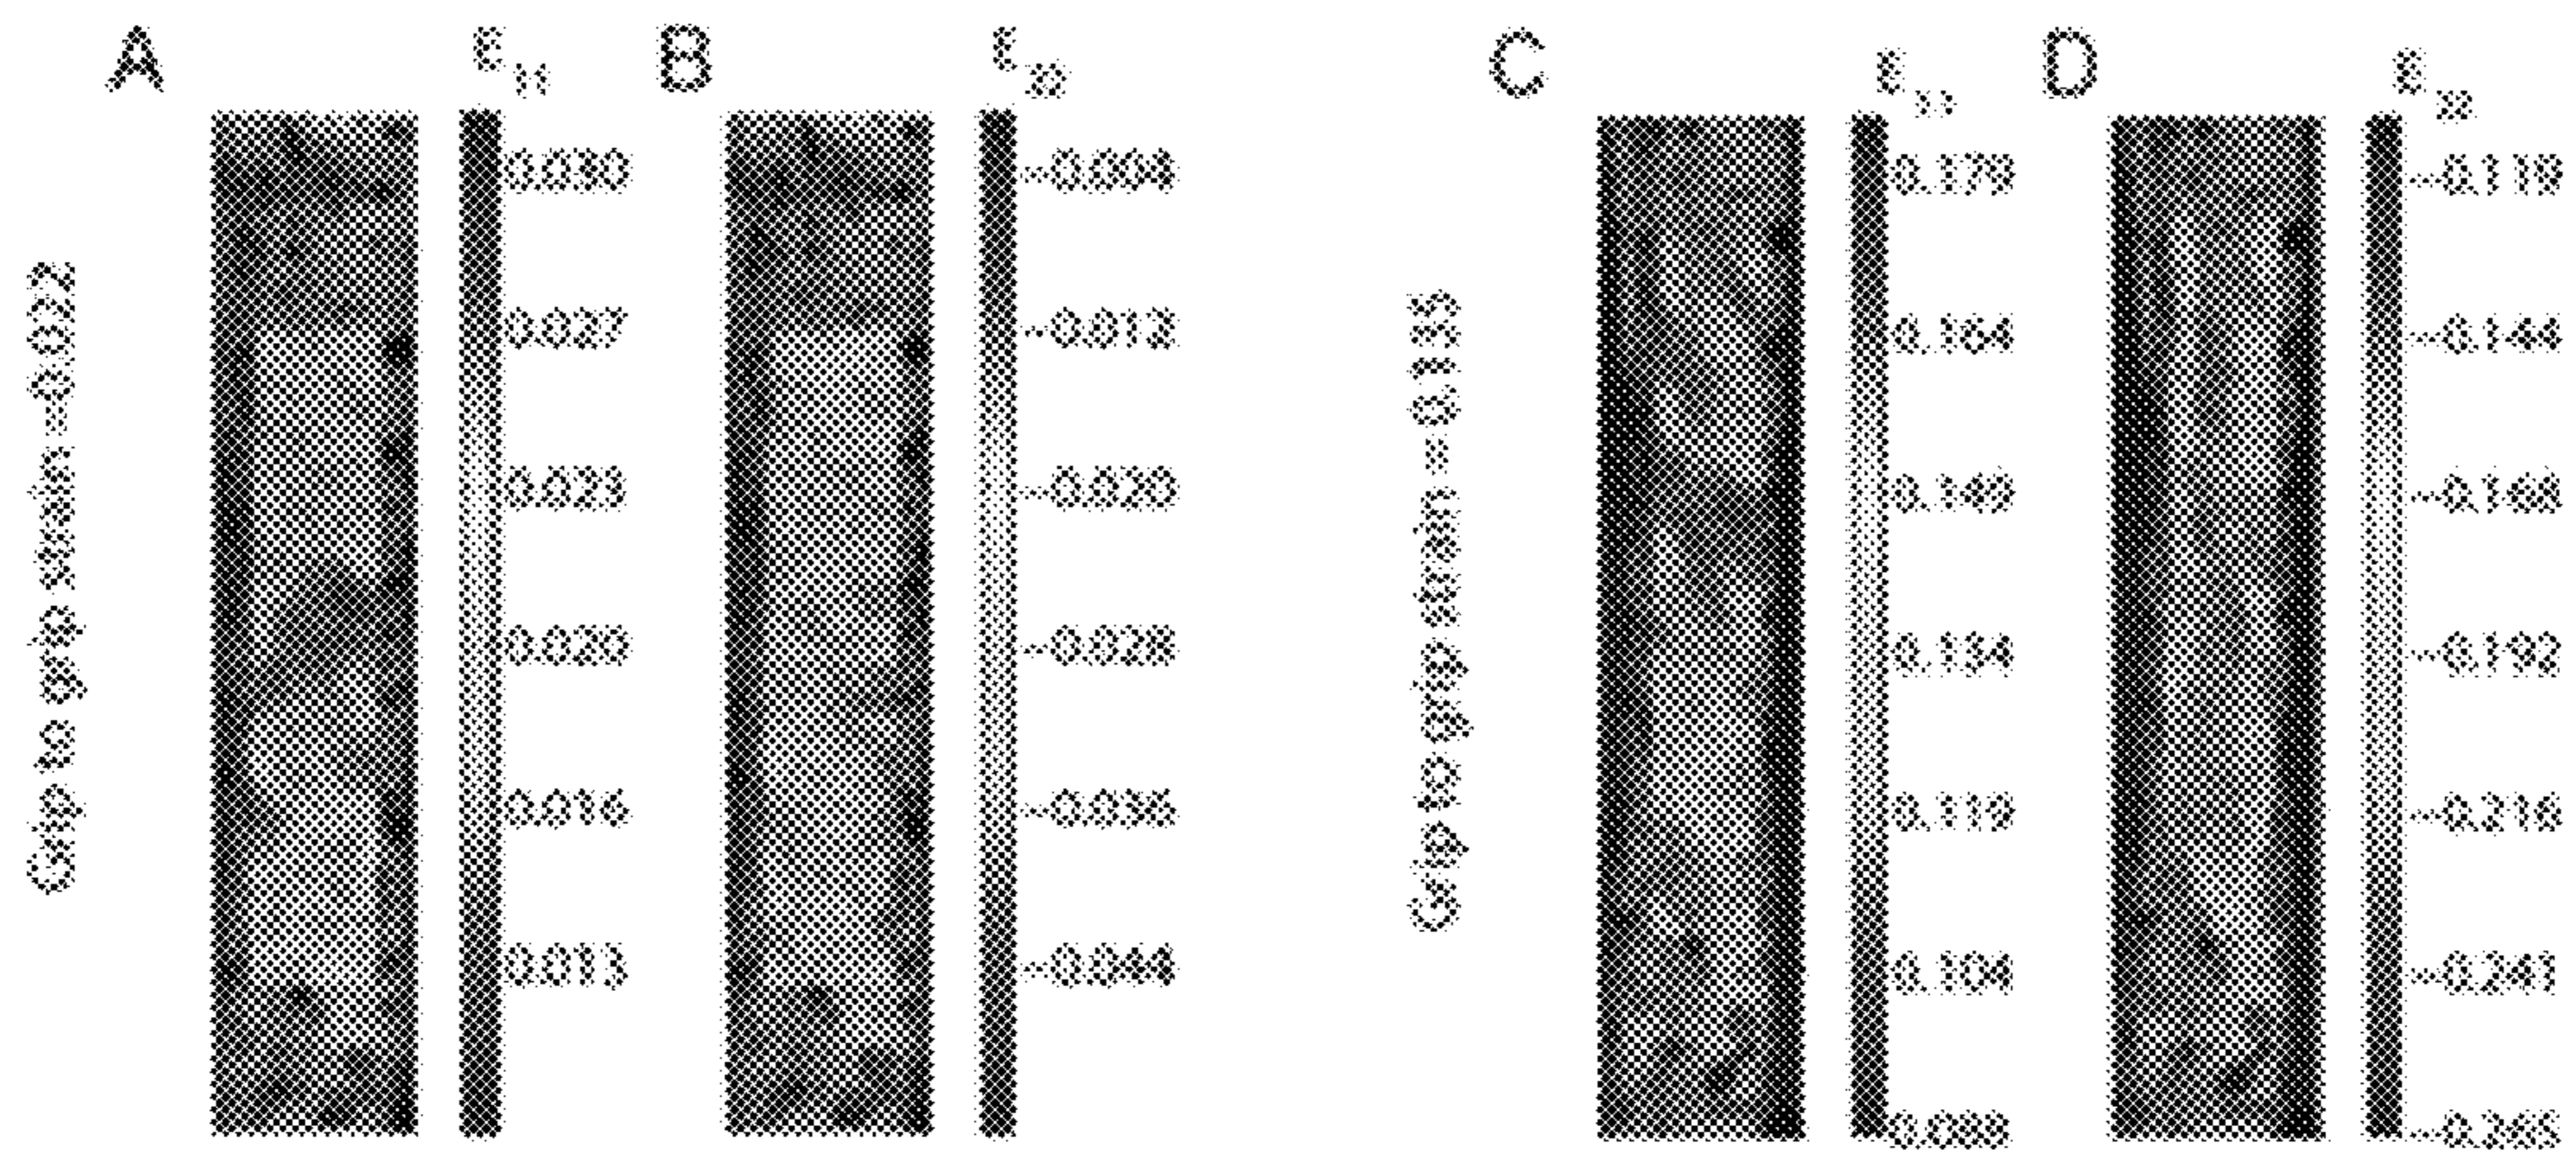 A
ε11
B
ε22
C
ε11
D
ε22
Grip to grip strain =0.022
0.030
0.027
0.023
0.020
0.016
0.013
-0.004
-0.012
-0.020
-0.028
-0.036
-0.044
Grip to grip strain = 0.135
0.179
0.164
0.149
0.134
0.119
0.104
-0.119
-0.144
-0.168
-0.192
-0.216
-0.241
-0.265